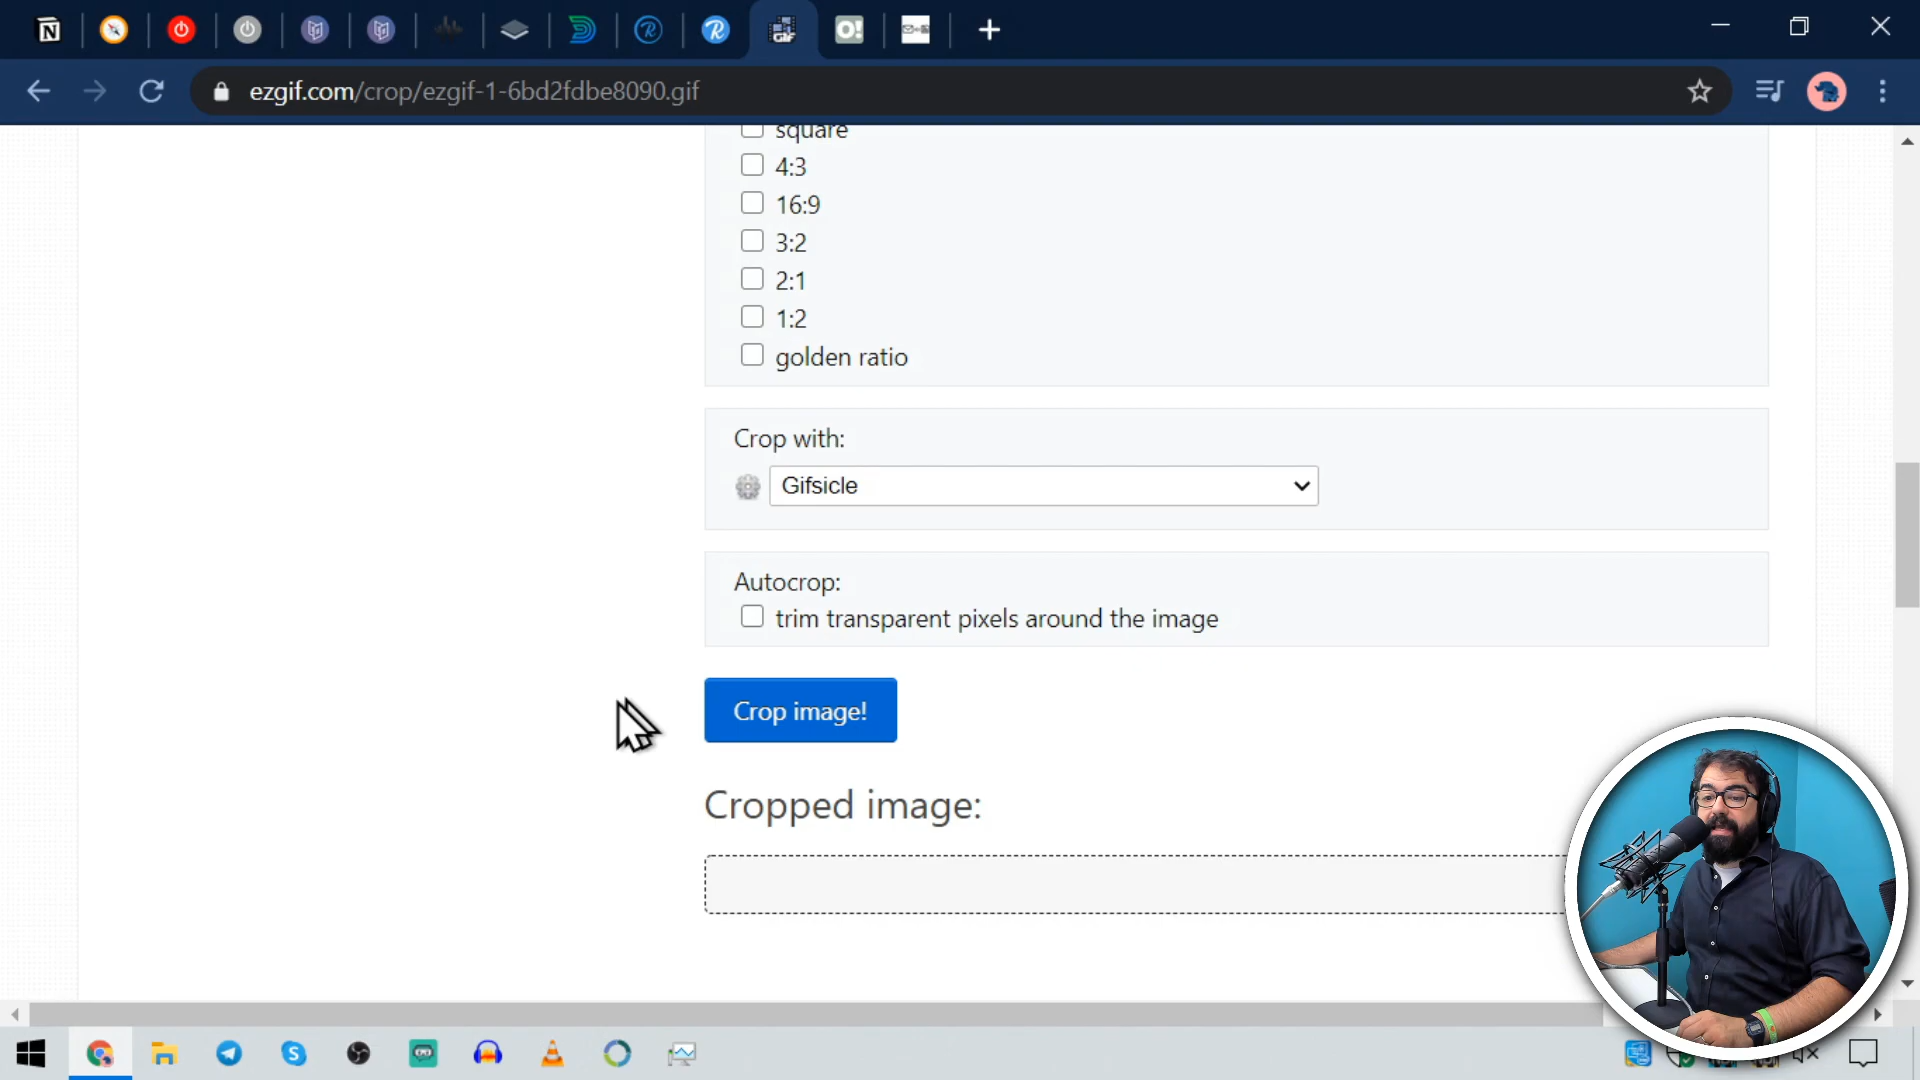 ezgif.com/crop/ezgif-1-6bd2fdbe8090.gif
square
4:3
16:9
3:2
2:1
1:2
golden ratio
Crop with:
Gifsicle
Autocrop:
trim transparent pixels around the image
Crop image!
Cropped image: